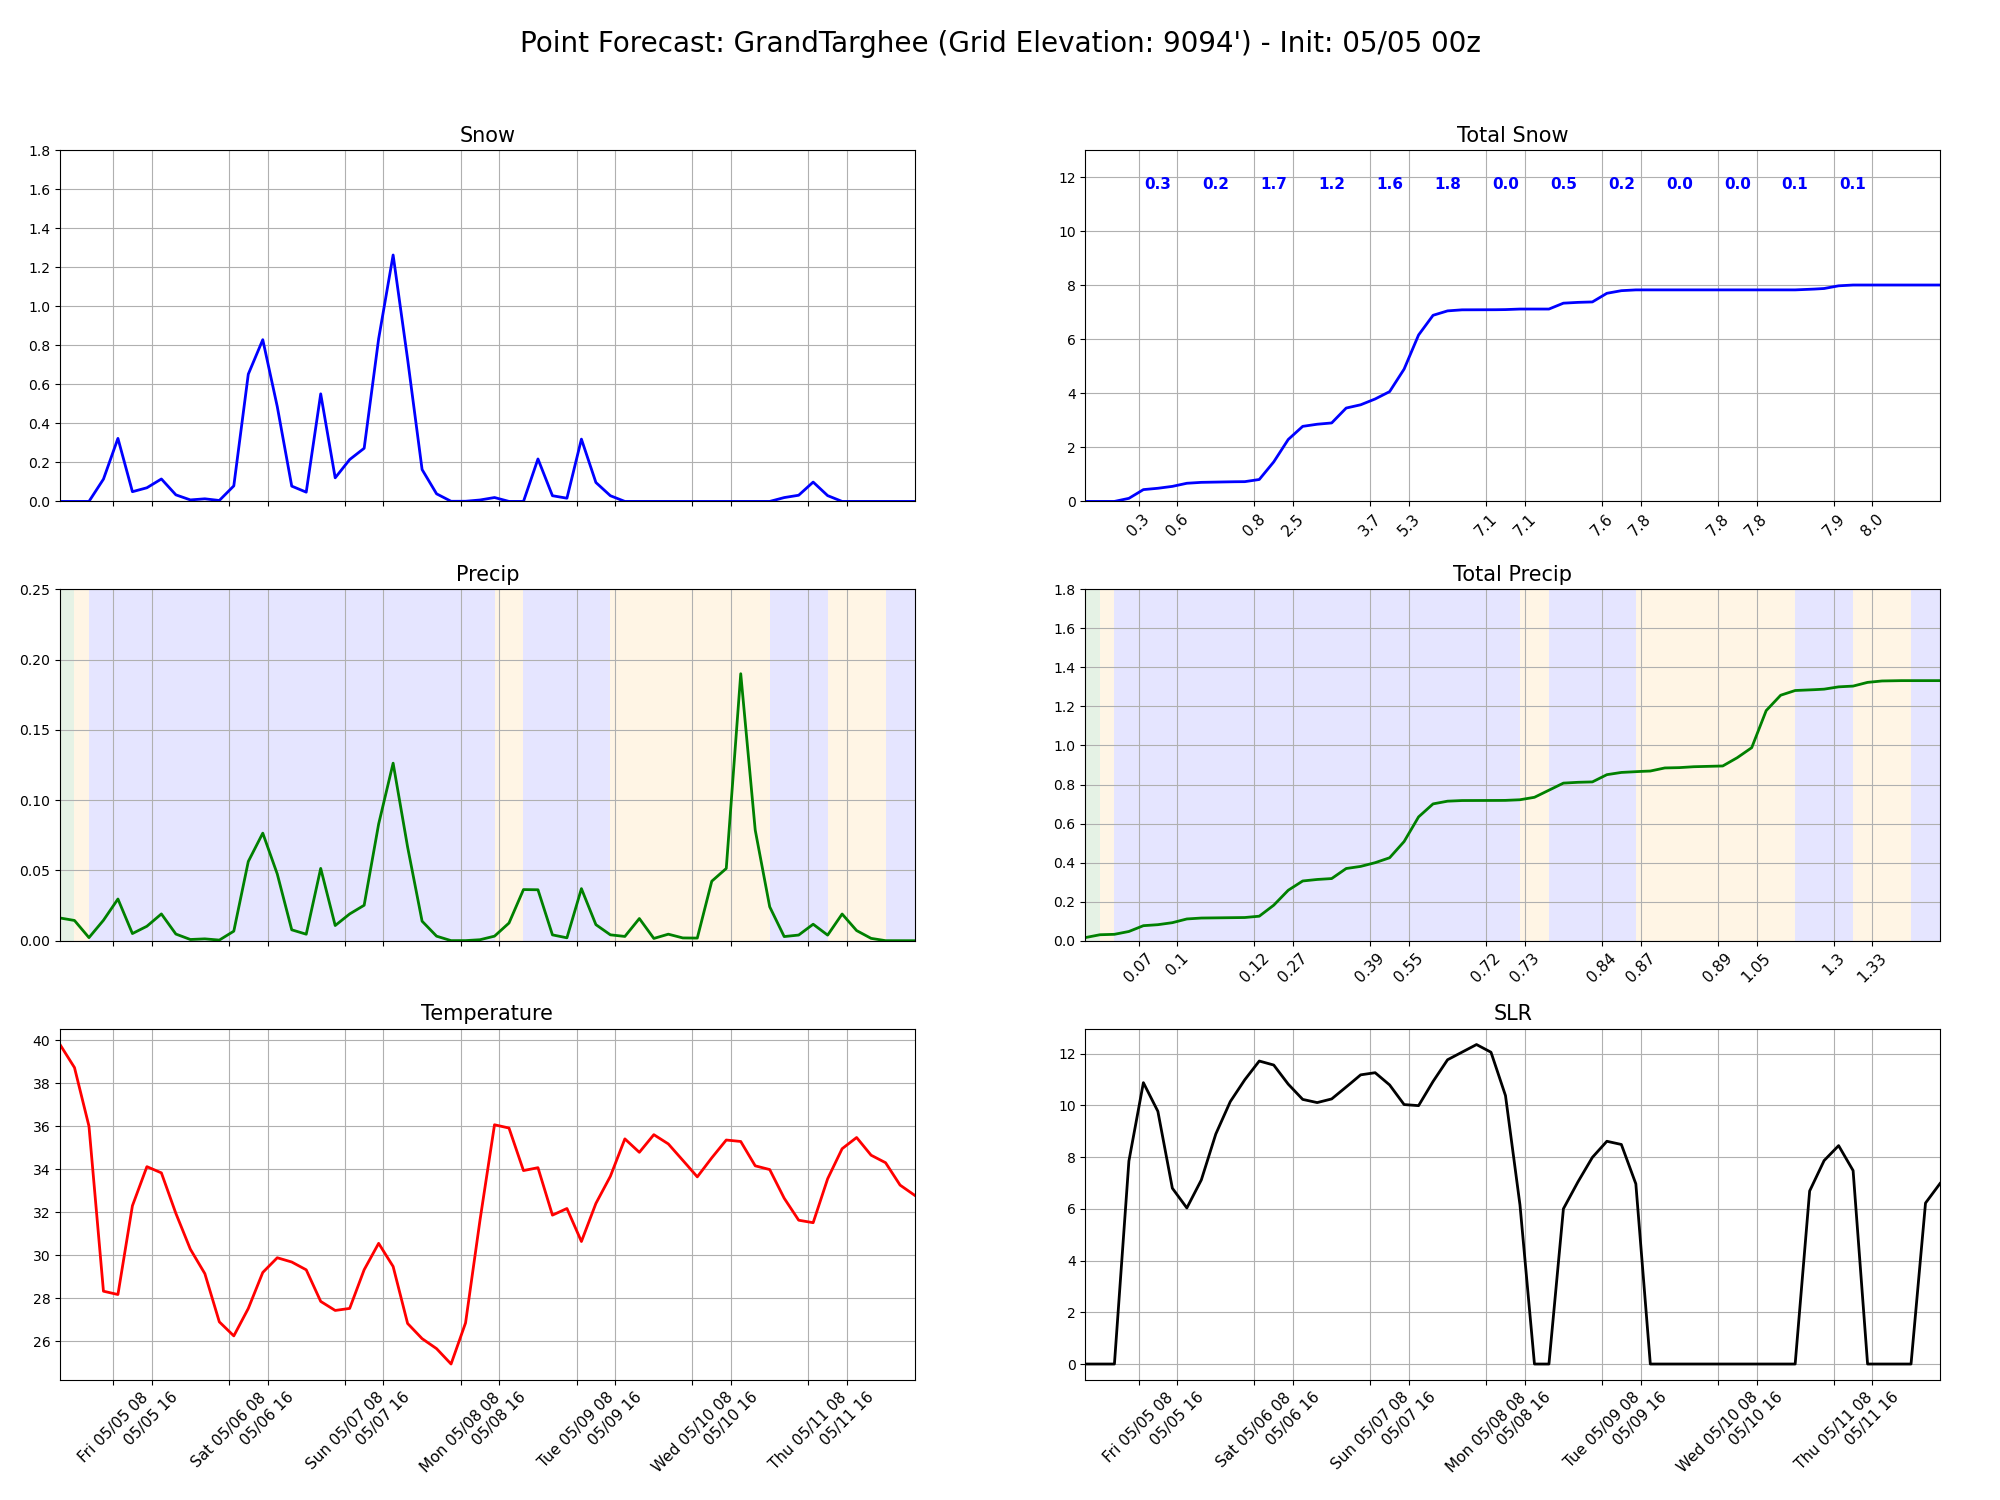 Point Forecast: GrandTarghee (Grid Elevation: 9094') - Init: 05/05 00z
Snow
1.8
1.6
1.4
1.2
1.0
0.8
0.6
0.4
0.2
0.0
Total Snow
12
10
8
6
4
2
0
0.3 0.2 1.7 1.2 1.6 1.8 0.0 0.5 0.2 0.0 0.0 0.1 0.1
0.3 0.6 0.8 2.5 3.7 5.3 7.1 7.1 7.6 7.8 7.8 7.8 7.9 8.0
Precip
0.25
0.20
0.15
0.10
0.05
0.00
Total Precip
1.8
1.6
1.4
1.2
1.0
0.8
0.6
0.4
0.2
0.0
0.07 0.1 0.12 0.27 0.39 0.55 0.72 0.73 0.84 0.87 0.89 1.05 1.3 1.33
Temperature
40
38
36
34
32
30
28
26
Fri 05/05 08
05/05 16
Sat 05/06 08
05/06 16
Sun 05/07 08
05/07 16
Mon 05/08 08
05/08 16
Tue 05/09 08
05/09 16
Wed 05/10 08
05/10 16
Thu 05/11 08
05/11 16
SLR
12
10
8
6
4
2
0
Fri 05/05 08
05/05 16
Sat 05/06 08
05/06 16
Sun 05/07 08
05/07 16
Mon 05/08 08
05/08 16
Tue 05/09 08
05/09 16
Wed 05/10 08
05/10 16
Thu 05/11 08
05/11 16